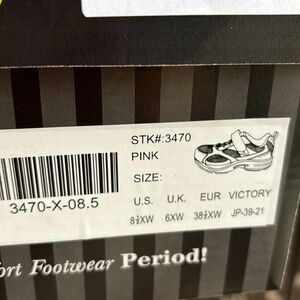 STK#:3470
PINK
SIZE:
U.S. U.K. EUR VICTORY
8½XW 6XW 38½XW JP-39-21
3470-X-08.5
ort Footwear Period!